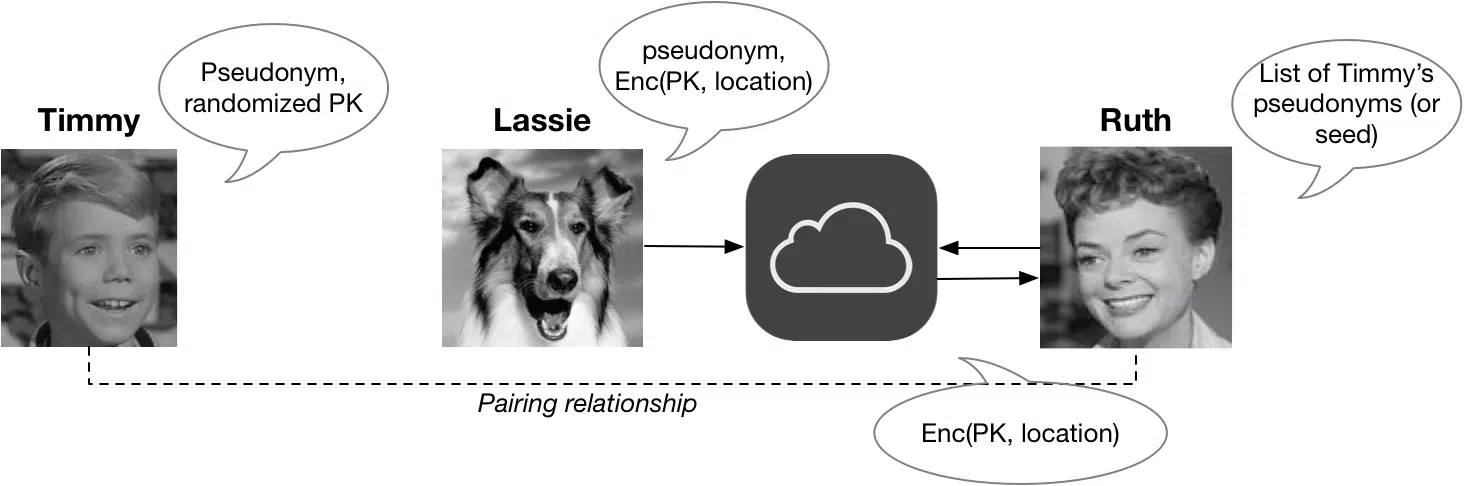 Pseudonym,
randomized PK
Timmy
pseudonym,
Enc(PK, location)
Lassie
List of Timmy’s
pseudonyms (or
seed)
Ruth
Pairing relationship
Enc(PK, location)